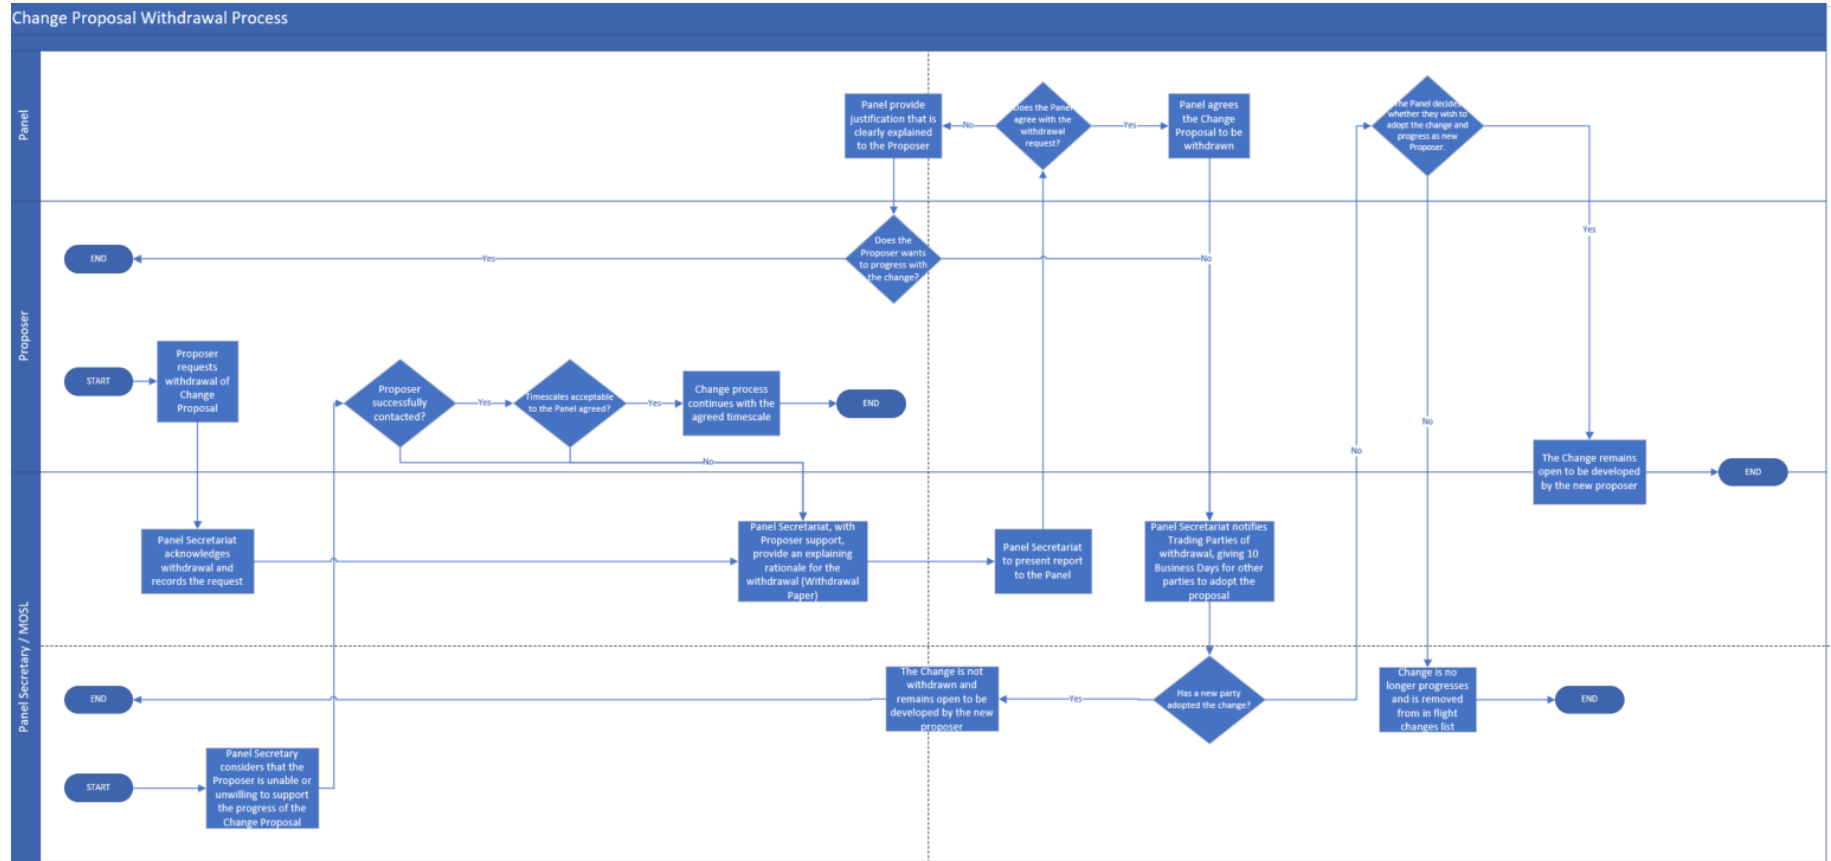 Change Proposal Withdrawal Process
Panel
Panel provide
justification that is
clearly explained
to the Proposer
No
Does the Panel
agree with the
withdrawal
request?
Yes
Panel agrees
the Change
Proposal to be
withdrawn
The Panel decides
whether they wish to
adopt the change and
progress as new
Proposer.
Yes
Proposer
END
Yes
Does the
Proposer wants
to progress with
the change?
No
START
Proposer
requests
withdrawal of
Change
Proposal
Proposer
successfully
contacted?
Yes
Timescales acceptable
to the Panel agreed?
Yes
Change process
continues with the
agreed timescale
END
No
No
No
The Change remains
open to be developed
by the new proposer
END
Panel Secretary / MOSL
Panel Secretariat
acknowledges
withdrawal and
records the request
Panel Secretariat, with
Proposer support,
provide an explaining
rationale for the
withdrawal (Withdrawal
Paper)
Panel Secretariat
to present report
to the Panel
Panel Secretariat notifies
Trading Parties of
withdrawal, giving 10
Business Days for other
parties to adopt the
proposal
END
The Change is not
withdrawn and
remains open to be
developed by the new
proposer
Yes
Has a new party
adopted the change?
Change is no
longer progresses
and is removed
from in flight
changes list
END
START
Panel Secretary
considers that the
Proposer is unable or
unwilling to support
the progress of the
Change Proposal